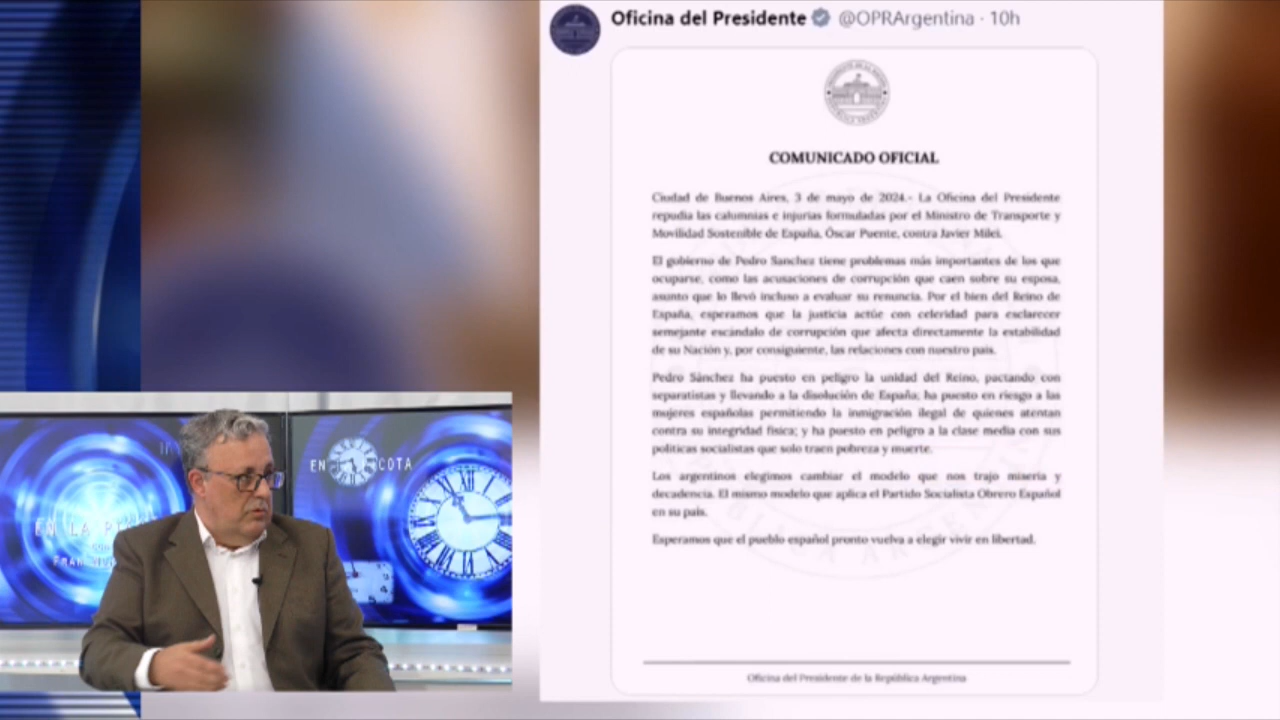 Oficina del Presidente @OPRArgentina · 10h
COMUNICADO OFICIAL
Ciudad de Buenos Aires, 3 de mayo de 2024.- La Oficina del Presidente
repudia las calumnias e injurias formuladas por el Ministro de Transporte y
Movilidad Sostenible de España, Óscar Puente, contra Javier Milei.
El gobierno de Pedro Sanchez tiene problemas más importantes de los que
ocuparse, como las acusaciones de corrupción que caen sobre su esposa,
asunto que lo llevó incluso a evaluar su renuncia. Por el bien del Reino de
España, esperamos que la justicia actúe con celeridad para esclarecer
semejante escándalo de corrupción que afecta directamente la estabilidad
de su Nación y, por consiguiente, las relaciones con nuestro país.
Pedro Sánchez ha puesto en peligro la unidad del Reino, pactando con
separatistas y llevando a la disolución de España; ha puesto en riesgo a las
mujeres españolas permitiendo la inmigración ilegal de quienes atentan
contra su integridad física; y ha puesto en peligro a la clase media con sus
políticas socialistas que solo traen pobreza y muerte.
Los argentinos elegimos cambiar el modelo que nos trajo miseria y
decadencia. El mismo modelo que aplica el Partido Socialista Obrero Español
en su país.
Esperamos que el pueblo español pronto vuelva a elegir vivir en libertad.
Oficina del Presidente de la República Argentina
EN COTA
EN LA